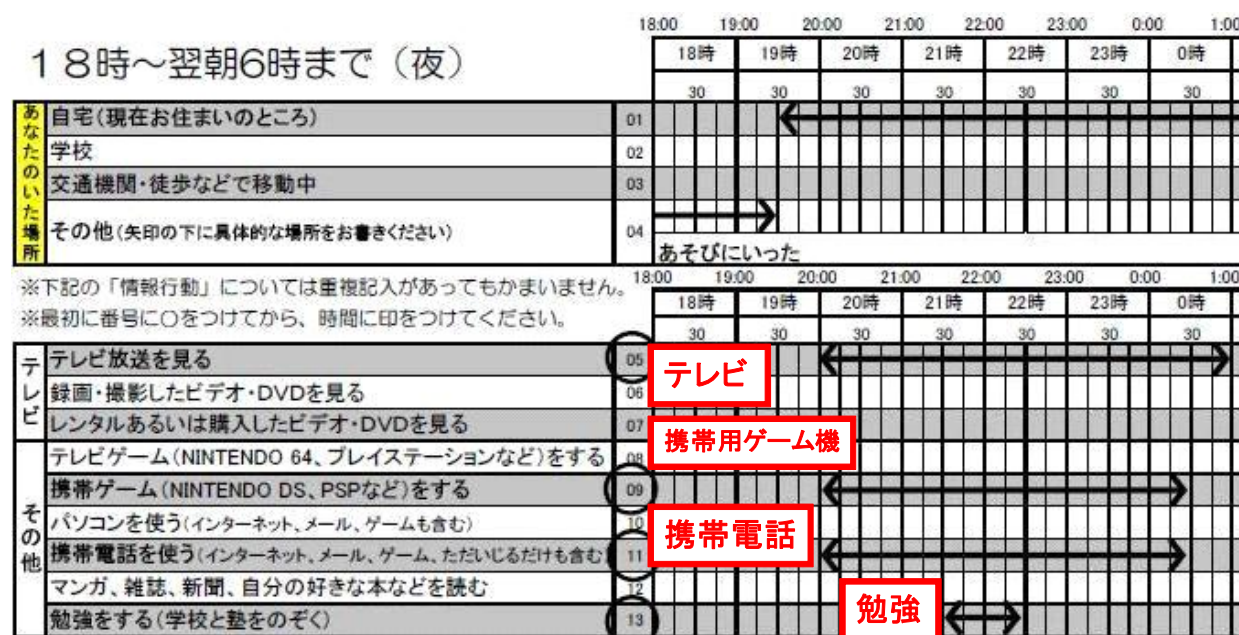 18:00 19:00 20:00 21:00 22:00 23:00 0:00 1:00
18時～翌朝6時まで（夜）
18時 19時 20時 21時 22時 23時 0時
30 30 30 30 30 30 30
あなたのいた場所
自宅(現在お住まいのところ) 01
学校 02
交通機関・徒歩などで移動中 03
その他(矢印の下に具体的な場所をお書きください) 04
あそびにいった
※下記の「情報行動」については重複記入があってもかまいません。
※最初に番号に○をつけてから、時間に印をつけてください。
18:00 19:00 20:00 21:00 22:00 23:00 0:00 1:00
18時 19時 20時 21時 22時 23時 0時
30 30 30 30 30 30 30
テレビ
テレビ放送を見る 05
テレビ
録画・撮影したビデオ・DVDを見る 06
レンタルあるいは購入したビデオ・DVDを見る 07
携帯用ゲーム機
その他
テレビゲーム(NINTENDO 64、プレイステーションなど)をする 08
携帯ゲーム(NINTENDO DS、PSPなど)をする 09
パソコンを使う(インターネット、メール、ゲームも含む) 10
携帯電話
携帯電話を使う(インターネット、メール、ゲーム、ただいじるだけも含む) 11
マンガ、雑誌、新聞、自分の好きな本などを読む 12
勉強をする(学校と塾をのぞく) 13
勉強